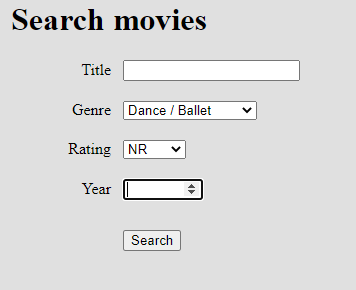 Search movies
Title
Genre Dance / Ballet
Rating NR
Year
Search